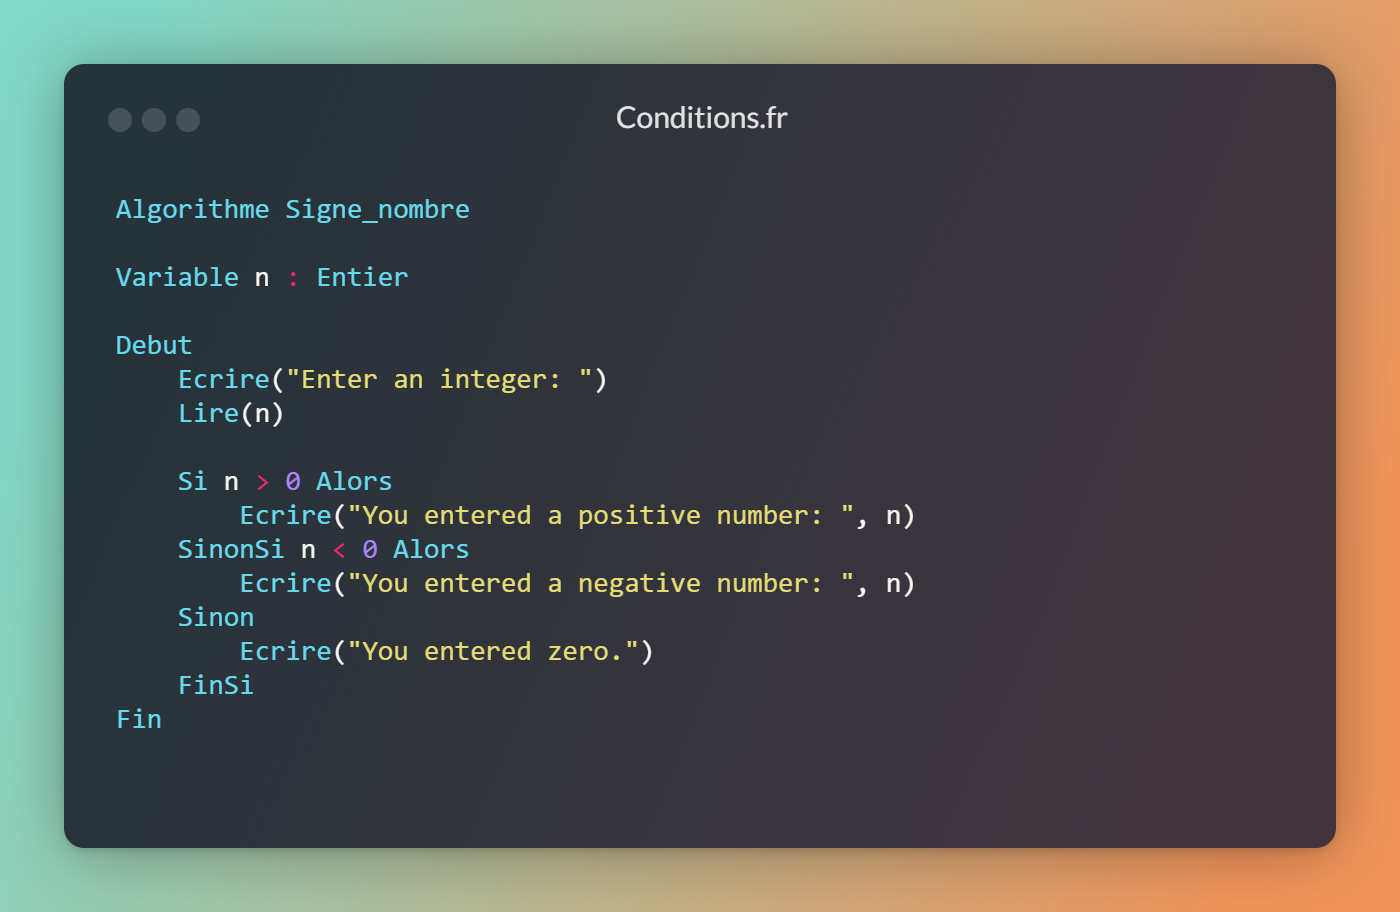 Conditions.fr
Algorithme Signe_nombre
Variable n : Entier
Debut
    Ecrire("Enter an integer: ")
    Lire(n)
    Si n > 0 Alors
        Ecrire("You entered a positive number: ", n)
    SinonSi n < 0 Alors
        Ecrire("You entered a negative number: ", n)
    Sinon
        Ecrire("You entered zero.")
    FinSi
Fin